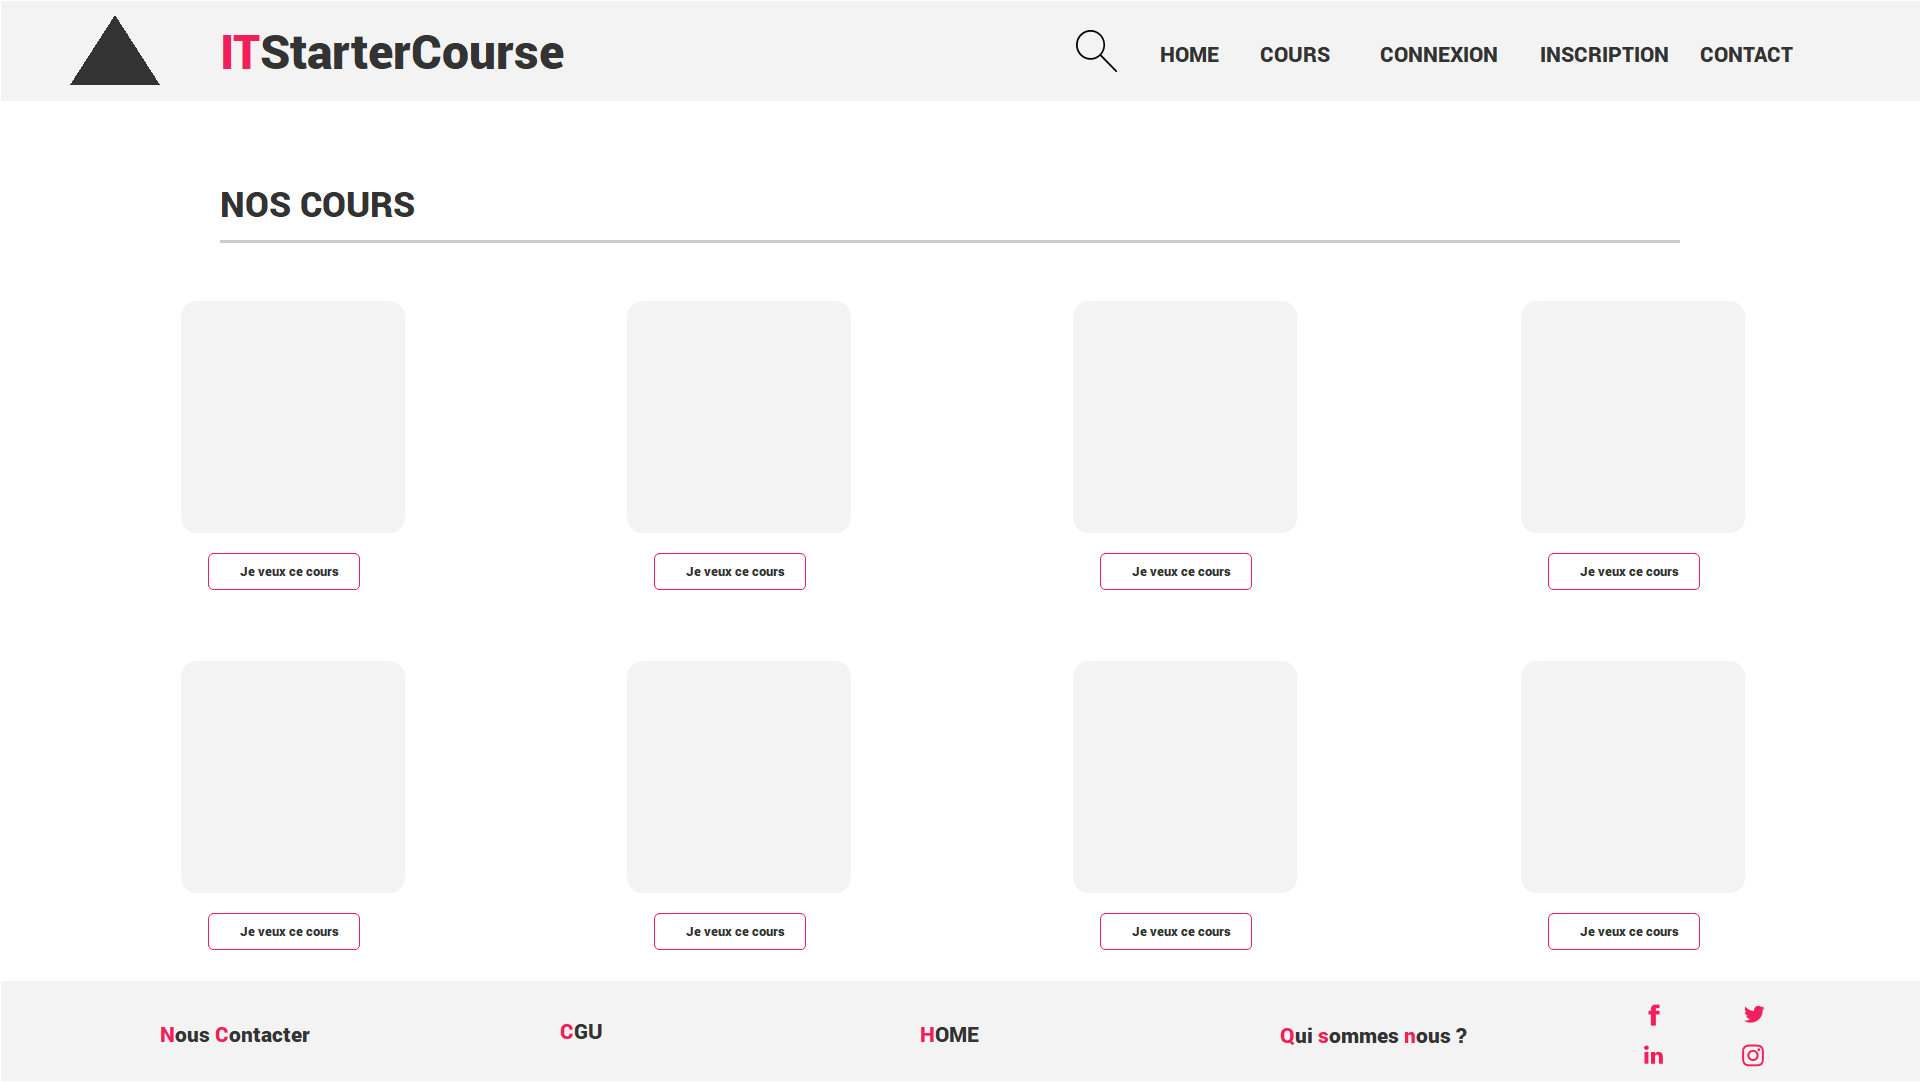 ITStarterCourse
HOME COURS CONNEXION INSCRIPTION CONTACT
NOS COURS
Je veux ce cours Je veux ce cours Je veux ce cours Je veux ce cours
Je veux ce cours Je veux ce cours Je veux ce cours Je veux ce cours
Nous Contacter CGU HOME Qui sommes nous ?